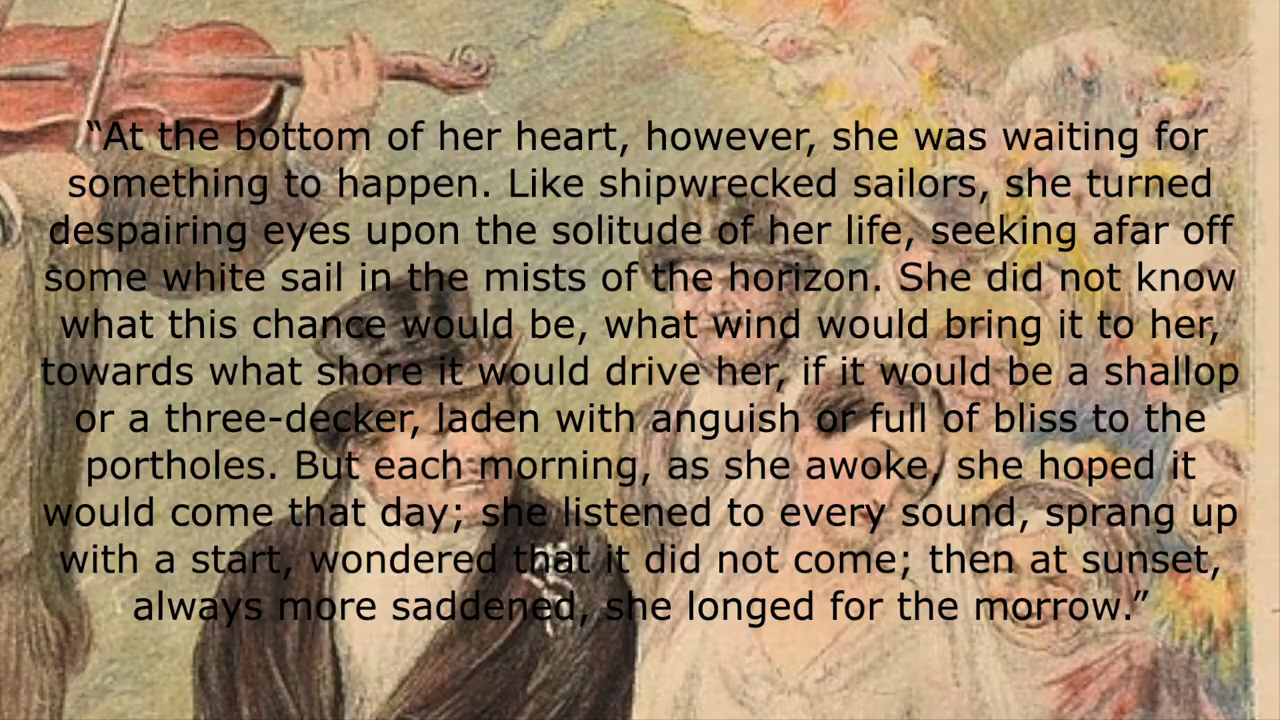 “At the bottom of her heart, however, she was waiting for
something to happen. Like shipwrecked sailors, she turned
despairing eyes upon the solitude of her life, seeking afar off
some white sail in the mists of the horizon. She did not know
what this chance would be, what wind would bring it to her,
towards what shore it would drive her, if it would be a shallop
or a three-decker, laden with anguish or full of bliss to the
portholes. But each morning, as she awoke, she hoped it
would come that day; she listened to every sound, sprang up
with a start, wondered that it did not come; then at sunset,
always more saddened, she longed for the morrow.”